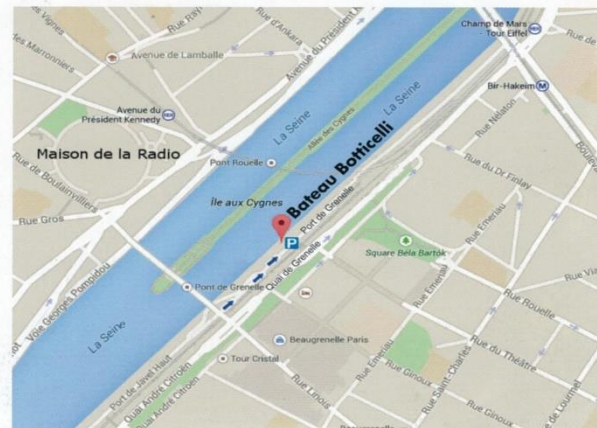 Champ de Mars
- Tour Eiffel
Rue d'Ankara
Avenue du Président
Avenue de Lamballe
des Marronniers
Bir-Hakeim
M
Avenue du
Président Kennedy
La Seine
La Seine
Allée des Cygnes
Rue Nélaton
Boulevard
Maison de la Radio
Pont Rouelle
Rue de Boulainvilliers
Bateau Botticelli
Île aux Cygnes
Port de Grenelle
Rue du Dr Finlay
Rue Gros
P
Quai de Grenelle
Square Béla Bartók
Rue Emeriau
Rue Emeriau
Voie Georges Pompidou
Pont de Grenelle
Rue Rouelle
La Seine
Beaugrenelle Paris
Rue du Théâtre
Tour Cristal
Rue Emeriau
Port de Javel Haut
Quai André Citroën
Quai André Citroën
Rue Linois
Rue Ginoux
Rue Saint-Charles
Rue Ginoux
de Lourmel